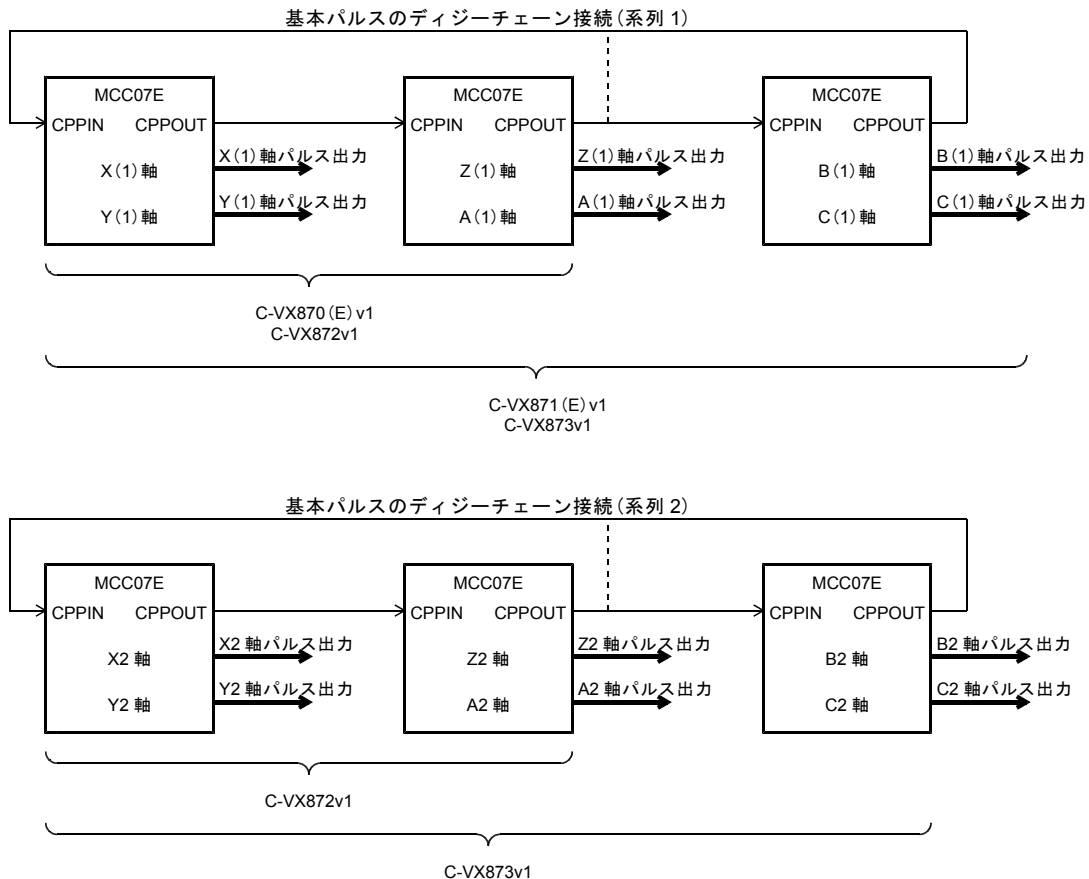 基本パルスのディジーチェーン接続(系列 1)
MCC07E
CPPIN CPPOUT
X(1)軸
Y(1)軸
X(1)軸パルス出力
Y(1)軸パルス出力
MCC07E
CPPIN CPPOUT
Z(1)軸
A(1)軸
Z(1)軸パルス出力
A(1)軸パルス出力
MCC07E
CPPIN CPPOUT
B(1)軸
C(1)軸
B(1)軸パルス出力
C(1)軸パルス出力
C-VX870(E)v1
C-VX872v1
C-VX871(E)v1
C-VX873v1
基本パルスのディジーチェーン接続(系列 2)
MCC07E
CPPIN CPPOUT
X2 軸
Y2 軸
X2 軸パルス出力
Y2 軸パルス出力
MCC07E
CPPIN CPPOUT
Z2 軸
A2 軸
Z2 軸パルス出力
A2 軸パルス出力
MCC07E
CPPIN CPPOUT
B2 軸
C2 軸
B2 軸パルス出力
C2 軸パルス出力
C-VX872v1
C-VX873v1